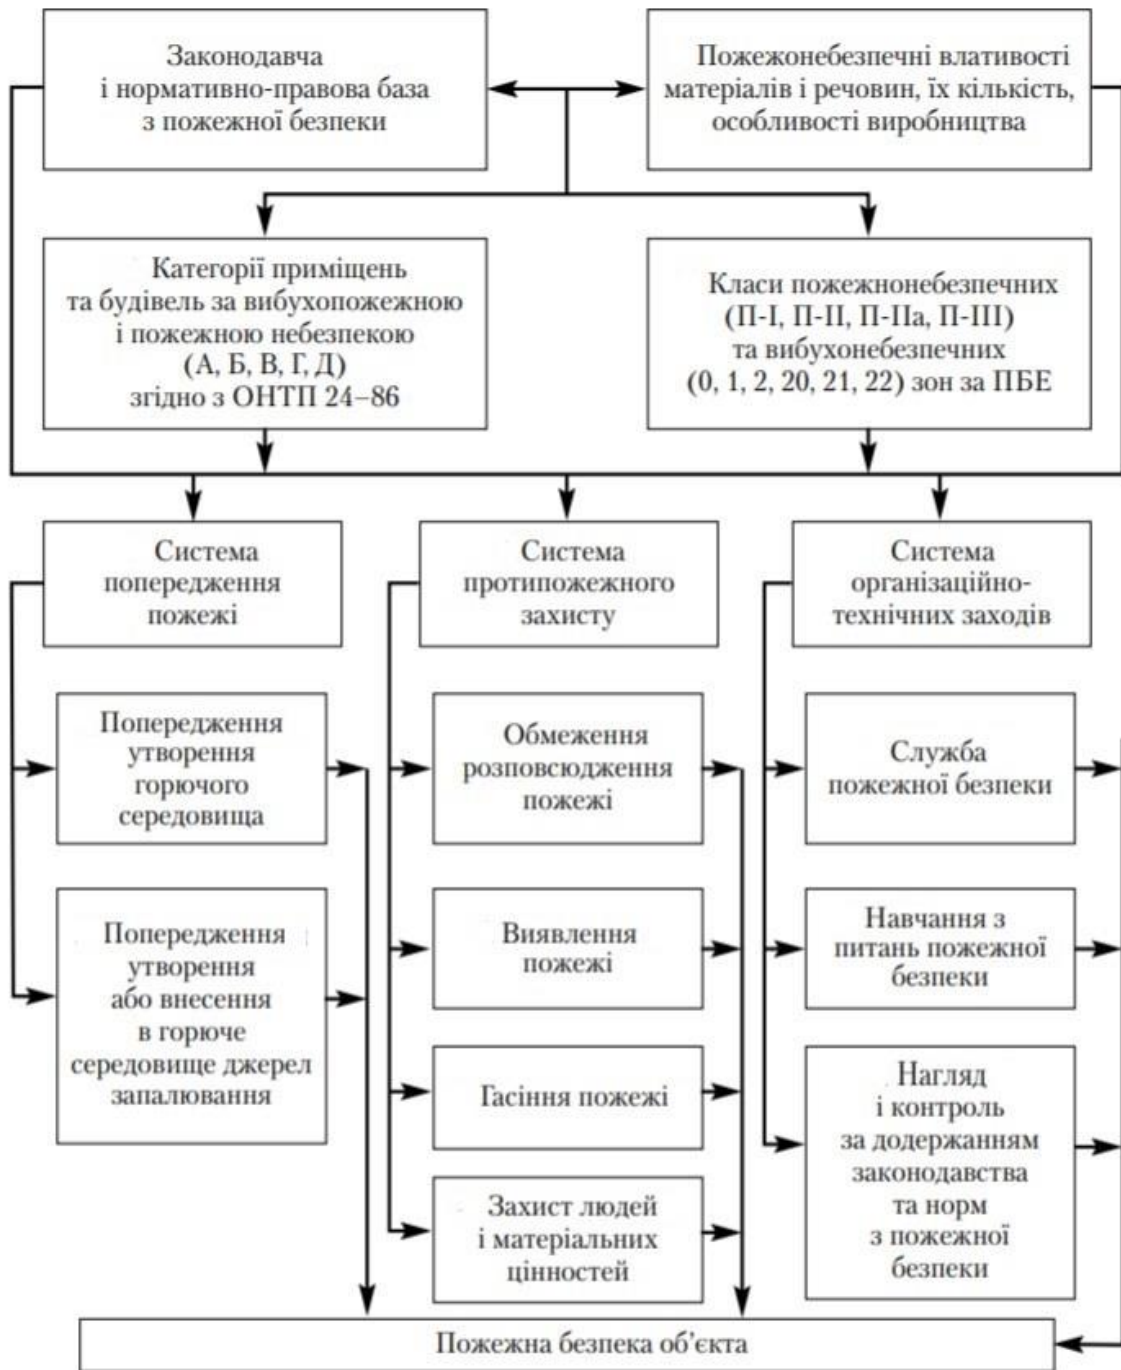 Законодавча
і нормативно-правова база
з пожежної безпеки
Пожежонебезпечні влативості
матеріалів і речовин, їх кількість,
особливості виробництва
Категорії приміщень
та будівель за вибухопожежною
і пожежною небезпекою
(А, Б, В, Г, Д)
згідно з ОНТП 24–86
Класи пожежнонебезпечних
(П-І, П-ІІ, П-ІІа, П-ІІІ)
та вибухонебезпечних
(0, 1, 2, 20, 21, 22) зон за ПБЕ
Система
попередження
пожежі
Система
протипожежного
захисту
Система
організаційно-
технічних заходів
Попередження
утворення
горючого
середовища
Обмеження
розповсюдження
пожежі
Служба
пожежної безпеки
Попередження
утворення
або внесення
в горюче
середовище джерел
запалювання
Виявлення
пожежі
Навчання з
питань пожежної
безпеки
Гасіння пожежі
Нагляд
і контроль
за додержанням
законодавства
та норм
з пожежної
безпеки
Захист людей
і матеріальних
цінностей
Пожежна безпека об’єкта